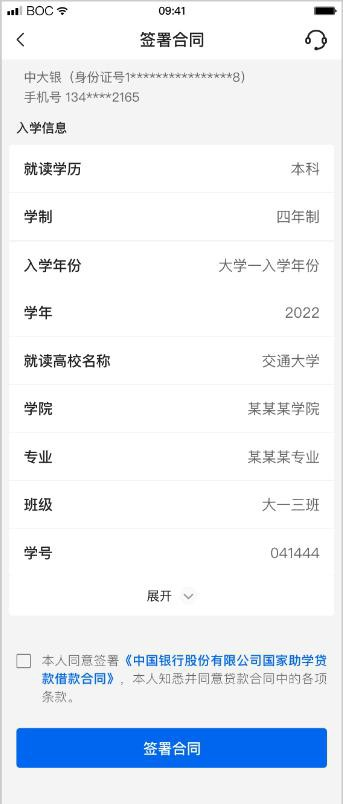 BOC 09:41
签署合同
中大银（身份证号1****************8）
手机号 134****2165
入学信息
就读学历 本科
学制 四年制
入学年份 大学一入学年份
学年 2022
就读高校名称 交通大学
学院 某某某学院
专业 某某某专业
班级 大一三班
学号 041444
展开
本人同意签署《中国银行股份有限公司国家助学贷
款借款合同》，本人知悉并同意贷款合同中的各项
条款。
签署合同